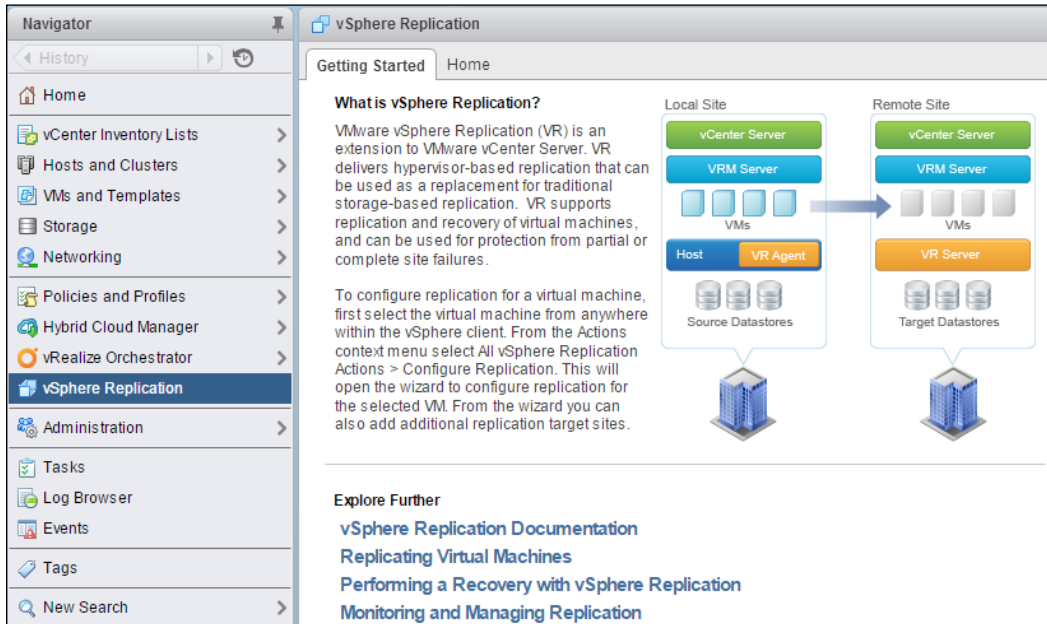 Navigator
History
Home
vCenter Inventory Lists
Hosts and Clusters
VMs and Templates
Storage
Networking
Policies and Profiles
Hybrid Cloud Manager
vRealize Orchestrator
vSphere Replication
Administration
Tasks
Log Browser
Events
Tags
New Search
vSphere Replication
Getting Started
Home
What is vSphere Replication?
VMware vSphere Replication (VR) is an
extension to VMware vCenter Server. VR
delivers hypervisor-based replication that can
be used as a replacement for traditional
storage-based replication. VR supports
replication and recovery of virtual machines,
and can be used for protection from partial or
complete site failures.
To configure replication for a virtual machine,
first select the virtual machine from anywhere
within the vSphere client. From the Actions
context menu select All vSphere Replication
Actions > Configure Replication. This will
open the wizard to configure replication for
the selected VM. From the wizard you can
also add additional replication target sites.
Local Site
vCenter Server
VRM Server
VMs
Host
VR Agent
Source Datastores
Remote Site
vCenter Server
VRM Server
VMs
VR Server
Target Datastores
Explore Further
vSphere Replication Documentation
Replicating Virtual Machines
Performing a Recovery with vSphere Replication
Monitoring and Managing Replication